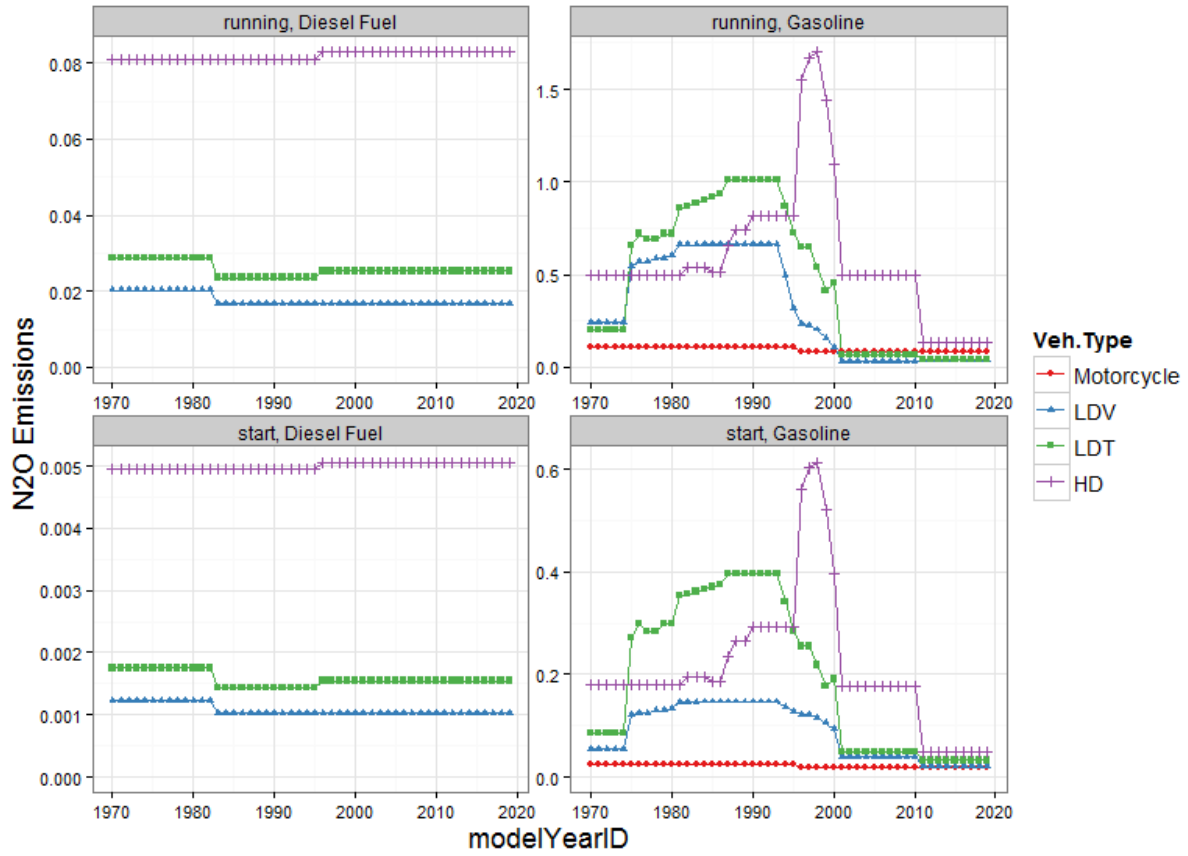 running, Diesel Fuel
running, Gasoline
0.08
0.06
0.04
0.02
0.00
1.5
1.0
0.5
0.0
1970 1980 1990 2000 2010 2020
1970 1980 1990 2000 2010 2020
start, Diesel Fuel
start, Gasoline
0.005
0.004
0.003
0.002
0.001
0.000
0.6
0.4
0.2
0.0
1970 1980 1990 2000 2010 2020
1970 1980 1990 2000 2010 2020
N2O Emissions
modelYearID
Veh.Type
Motorcycle
LDV
LDT
HD